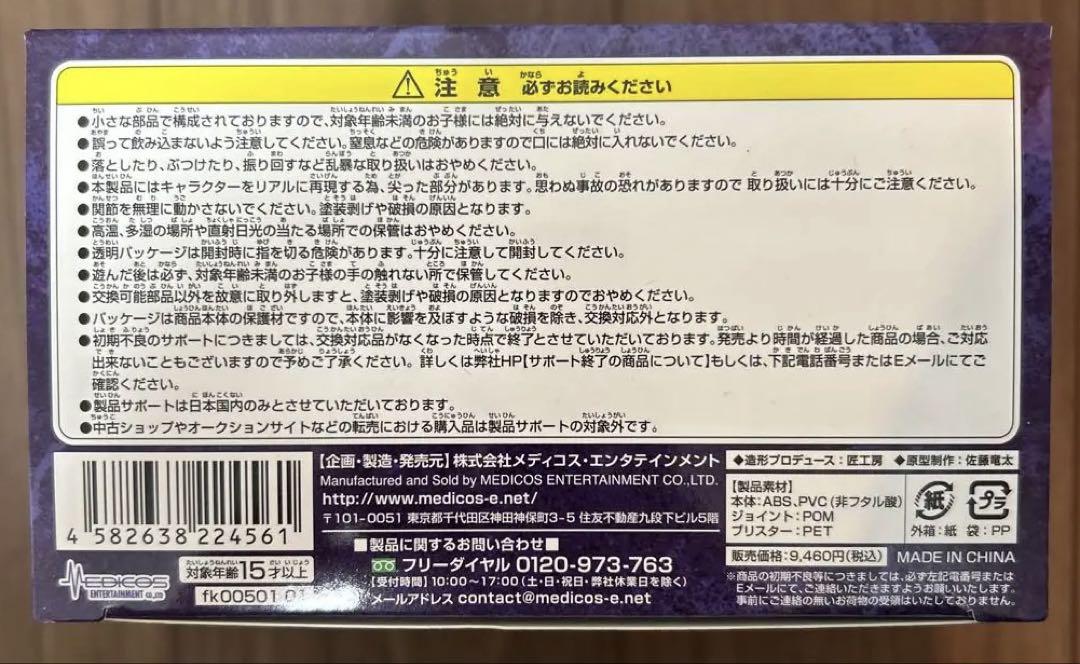 注意 必ずお読みください
●小さな部品で構成されておりますので、対象年齢未満のお子様には絶対に与えないでください。
●誤って飲み込まないよう注意してください。窒息などの危険がありますので口には絶対に入れないでください。
●落としたり、ぶつけたり、振り回すなど乱暴な取り扱いはおやめください。
●本製品にはキャラクターをリアルに再現する為、尖った部分があります。思わぬ事故の恐れがありますので 取り扱いには十分にご注意ください。
●関節を無理に動かさないでください。塗装剥げや破損の原因となります。
●高温、多湿の場所や直射日光の当たる場所での保管はおやめください。
●透明パッケージは開封時に指を切る危険があります。十分に注意して開封してください。
●遊んだ後は必ず、対象年齢未満のお子様の手の触れない所で保管してください。
●交換可能部品以外を故意に取り外しますと、塗装剥げや破損の原因となりますのでおやめください。
●パッケージは商品本体の保護材ですので、本体に影響を及ぼすような破損を除き、交換対応外となります。
●初期不良のサポートにつきましては、交換対応品がなくなった時点で終了とさせていただいております。発売より時間が経過した商品の場合、ご対応
出来ないこともございますので予めご了承ください。詳しくは弊社HP【サポート終了の商品について】もしくは、下記電話番号またはEメールにてご
確認ください。
●製品サポートは日本国内のみとさせていただいております。
●中古ショップやオークションサイトなどの転売における購入品は製品サポートの対象外です。
4 582638 224561
MEDICOS
ENTERTAINMENT CO.,LTD
対象年齢15才以上
fk00501 01
【企画・製造・発売元】株式会社メディコス・エンタテインメント
Manufactured and Sold by MEDICOS ENTERTAINMENT CO.,LTD.
http://www.medicos-e.net/
〒101-0051 東京都千代田区神田神保町3-5 住友不動産九段下ビル5階
■製品に関するお問い合わせ■
フリーダイヤル 0120-973-763
【受付時間】10:00〜17:00(土・日・祝日・弊社休業日を除く)
メールアドレス contact@medicos-e.net
◆造形プロデュース:匠工房 ◆原型制作:佐藤竜太
【製品素材】
本体:ABS、PVC(非フタル酸)
ジョイント:POM
ブリスター:PET
紙
プラ
外箱:紙 袋:PP
販売価格:9,460円(税込)
MADE IN CHINA
※商品の初期不良等につきましては、必ず左記電番号または
Eメールにて、ご連絡いただきますようお願いいたします。
事前にご連絡の無いお荷物の受領はいたしておりません。